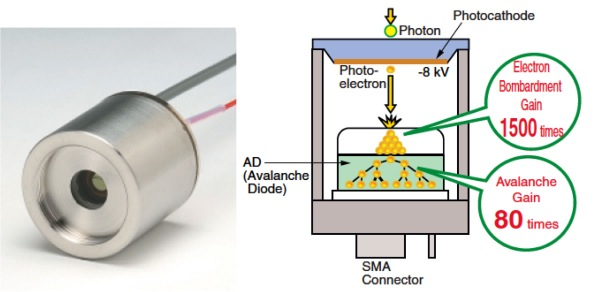 Photon
Photocathode
Photo-
electron
-8 kV
Electron
Bombardment
Gain
1500 times
AD
(Avalanche
Diode)
Avalanche
Gain
80 times
SMA
Connector